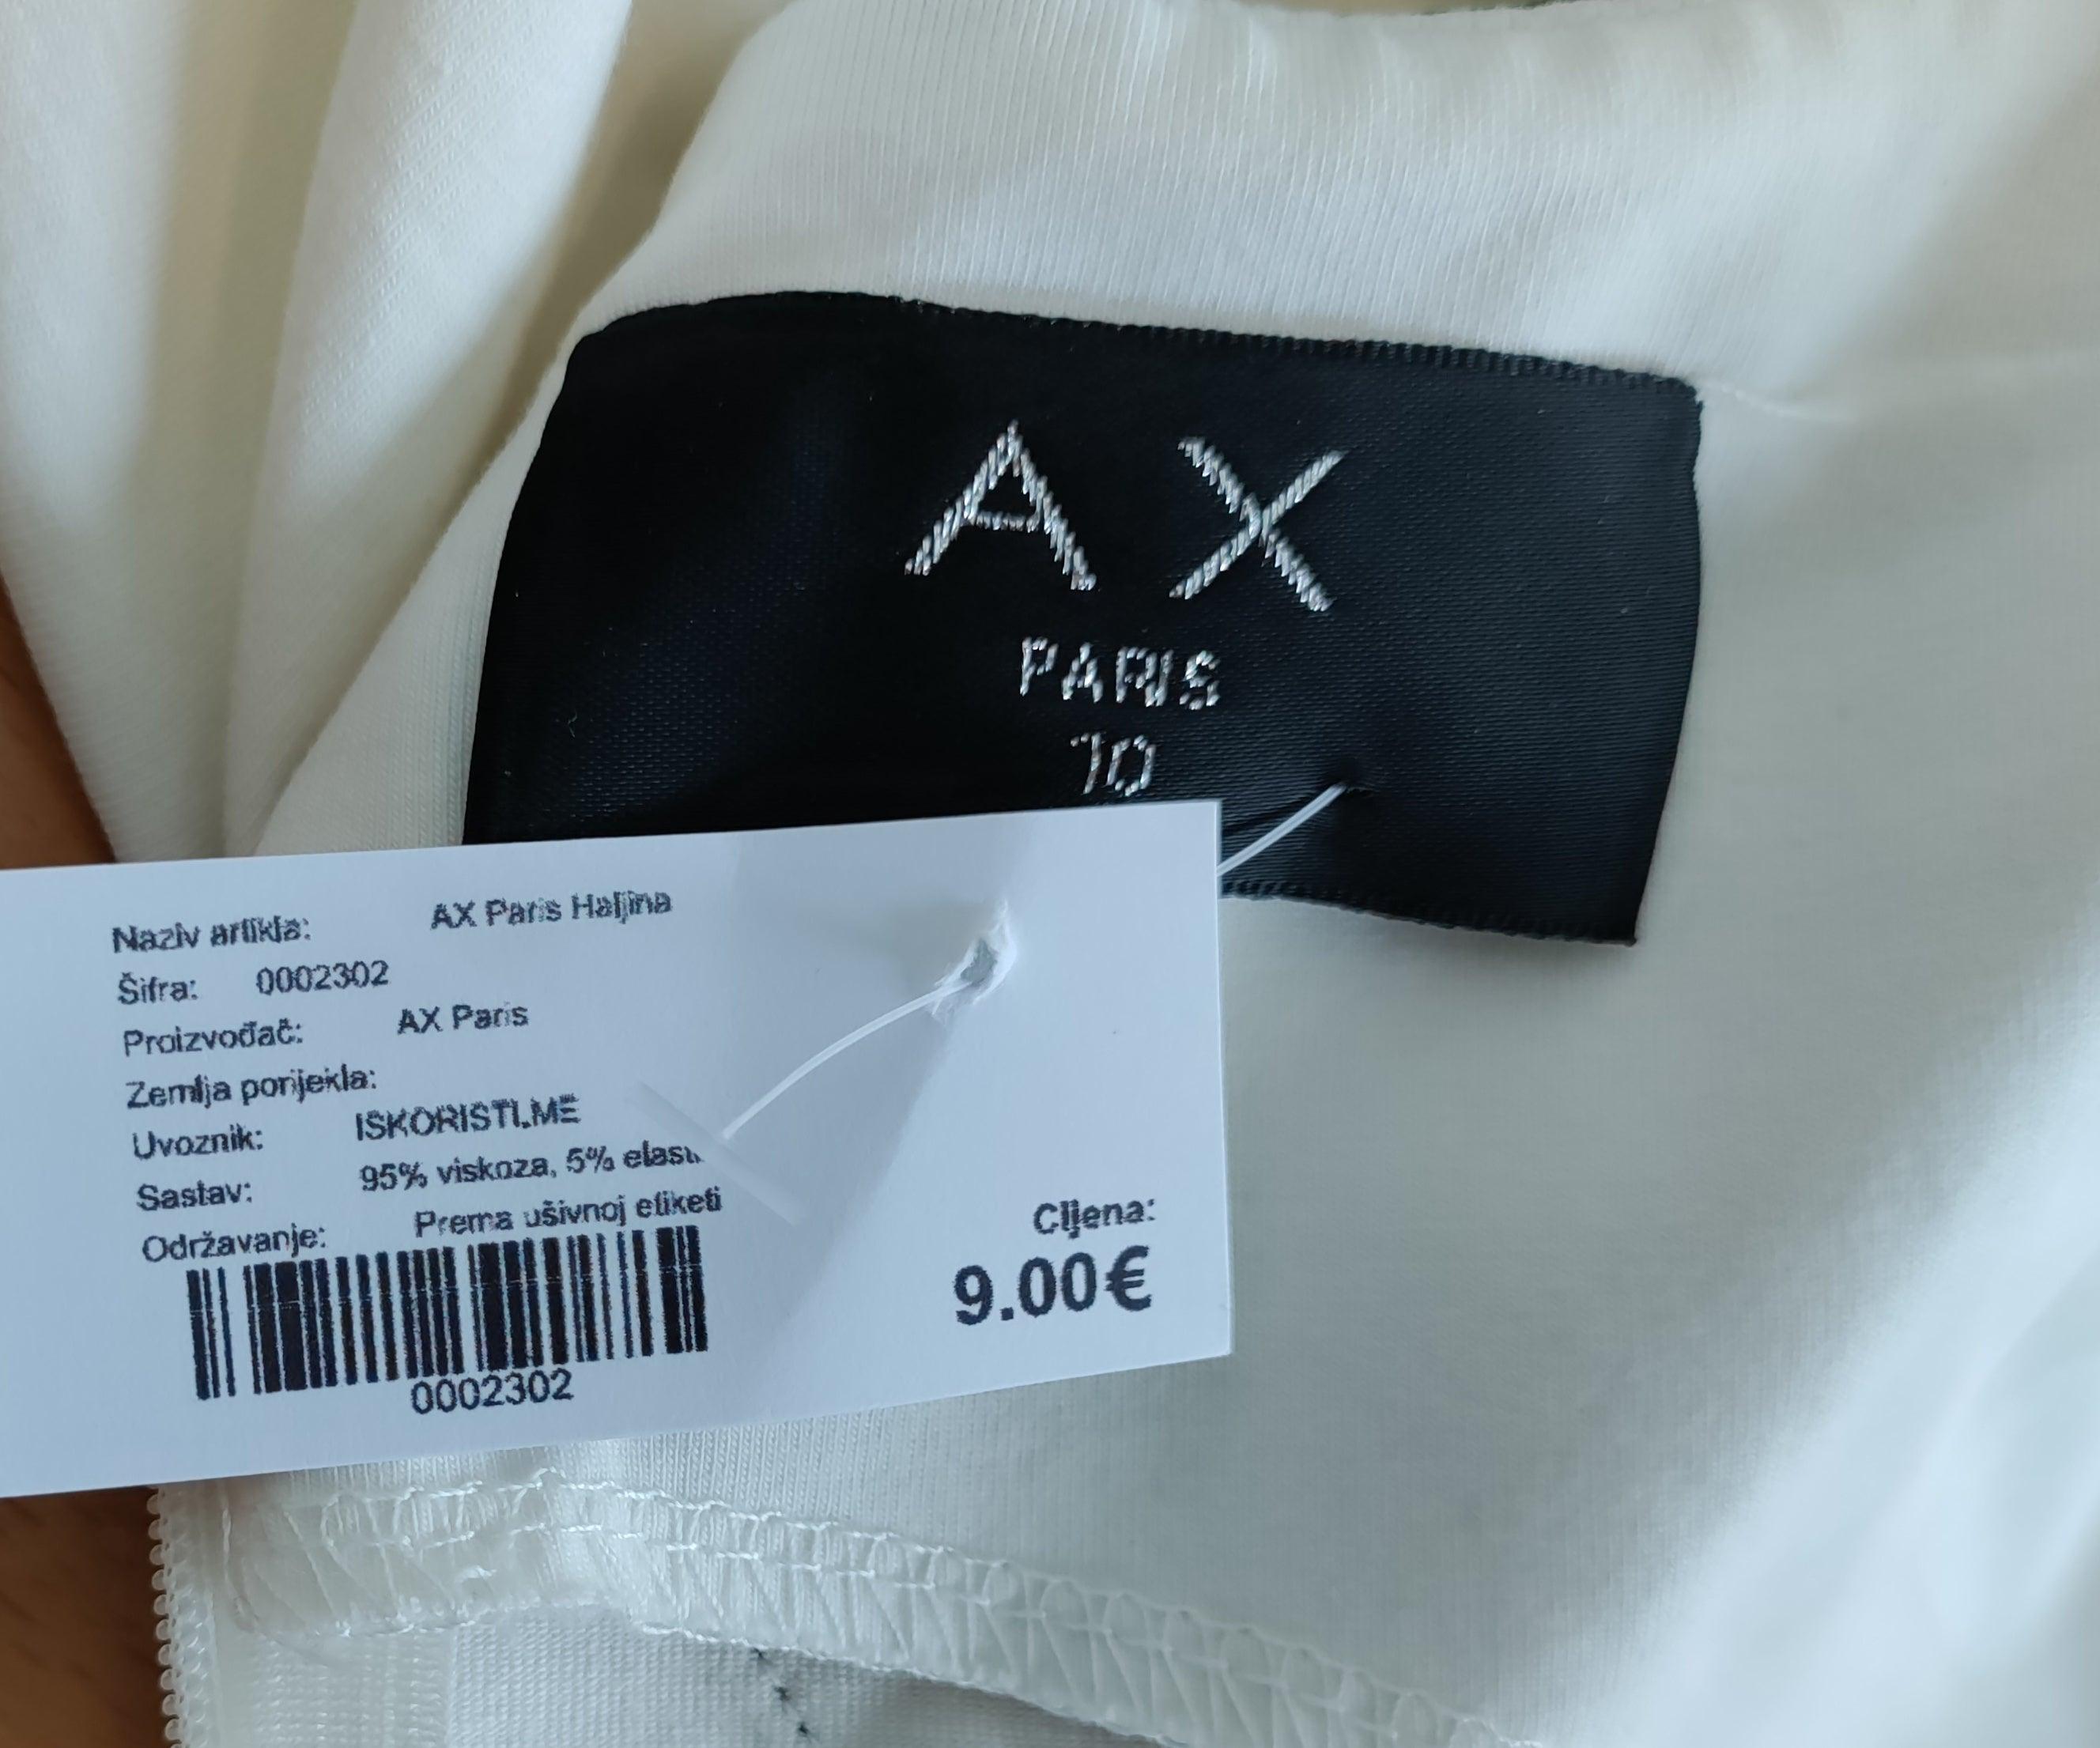 AX
PARIS
10
Naziv artikla: AX Paris Haljina
Šifra: 0002302
Proizvođač: AX Paris
Zemlja porijekla:
Uvoznik: ISKORISTI.ME
Sastav: 95% viskoza, 5%
Održavanje: Prema ušivnoj etiketi
0002302
Cijena:
9.00€